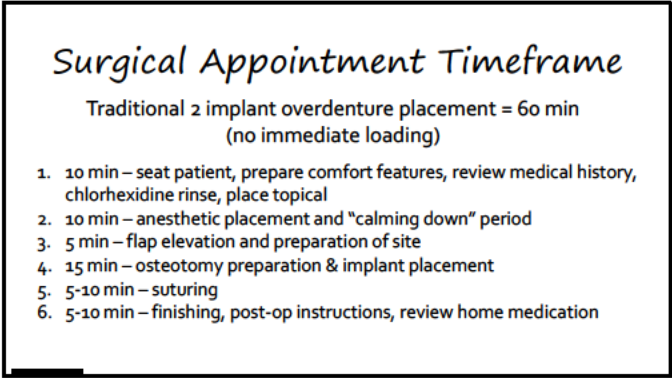 Surgical Appointment Timeframe
Traditional 2 implant overdenture placement = 60 min
(no immediate loading)
1. 10 min – seat patient, prepare comfort features, review medical history,
chlorhexidine rinse, place topical
2. 10 min – anesthetic placement and “calming down” period
3. 5 min – flap elevation and preparation of site
4. 15 min – osteotomy preparation & implant placement
5. 5-10 min – suturing
6. 5-10 min – finishing, post-op instructions, review home medication